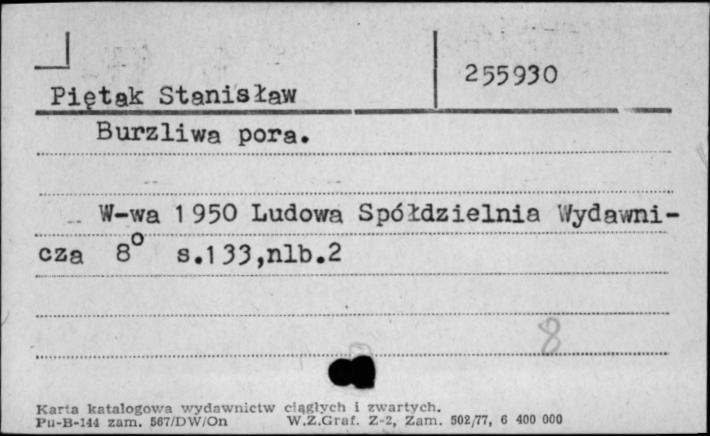 255930
Piętak Stanisław
Burzliwa pora.
W-wa 1950 Ludowa Spółdzielnia Wydawni-
cza 8° s.133,nlb.2
8
Karta katalogowa wydawnictw ciągłych i zwartych.
Pu-B-144 zam. 567/DW/On W.Z.Graf. Z-2, Zam. 502/77, 6 400 000